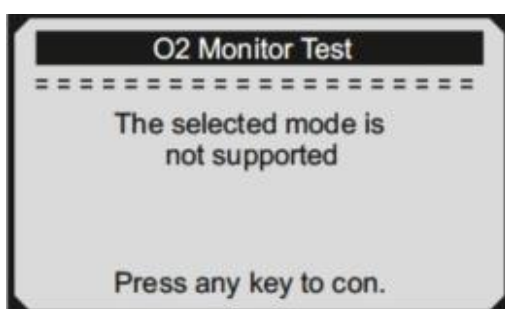 O2 Monitor Test
======================
The selected mode is
not supported
Press any key to con.